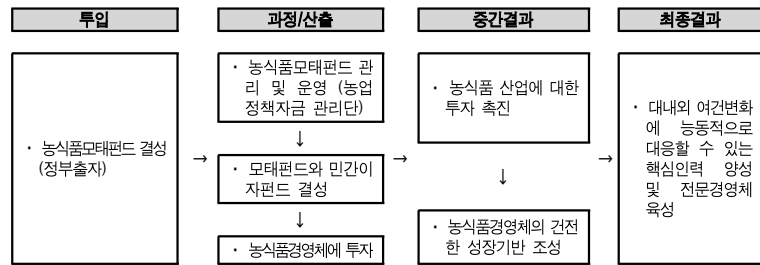 투입
과정/산출
중간결과
최종결과
· 농식품모태펀드 결성
(정부출자)
→
· 농식품모태펀드 관
리 및 운영 (농업
정책자금 관리단)
↓
· 모태펀드와 민간이
자펀드 결성
↓
· 농식품경영체에 투자
→
· 농식품 산업에 대한
투자 촉진
↓
· 농식품경영체의 건전
한 성장기반 조성
→
· 대내외 여건변화
에 능동적으로
대응할 수 있는
핵심인력 양성
및 전문경영체
육성